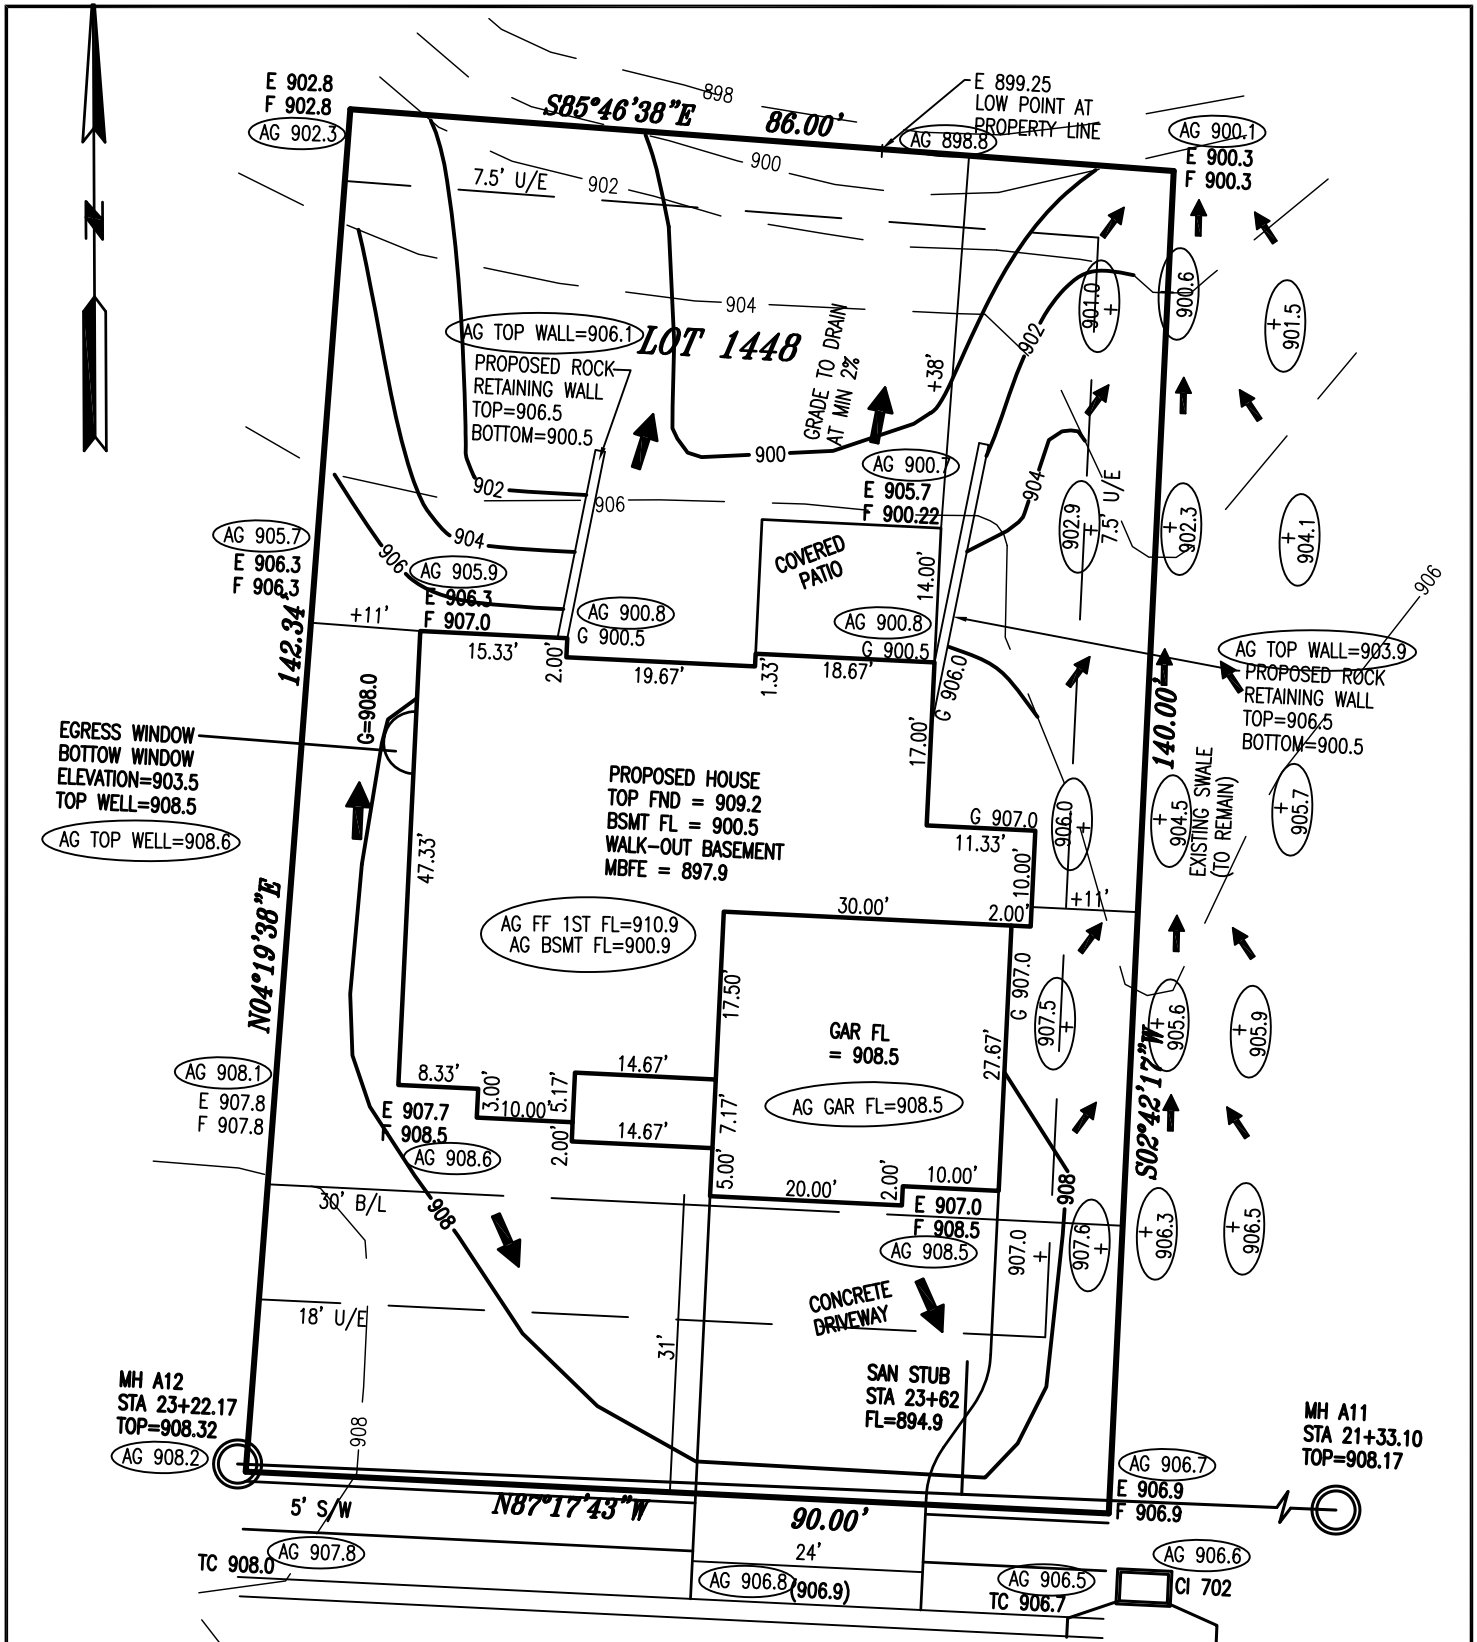 E 902.8
F 902.8
AG 902.3
S85°46'38"E
86.00'
898
E 899.25
LOW POINT AT
PROPERTY LINE
AG 898.8
AG 900.1
E 900.3
F 900.3
7.5' U/E
902
900
904
AG TOP WALL=906.1
LOT 1448
PROPOSED ROCK
RETAINING WALL
TOP=906.5
BOTTOM=900.5
GRADE TO DRAIN
AT MIN 2%
+38'
902
901.0
900.6
901.5
900
AG 900.7
E 905.7
F 900.22
902
906
904
904
906
902.9
7.5' U/E
902.3
904.1
906
AG 905.7
E 906.3
F 906.3
AG 905.9
E 906.3
F 907.0
COVERED
PATIO
14.00'
142.34'
+11'
AG 900.8
G 900.5
AG 900.8
G 900.5
15.33'
2.00'
19.67'
1.33'
18.67'
G 906.0
AG TOP WALL=903.9
PROPOSED ROCK
RETAINING WALL
TOP=906.5
BOTTOM=900.5
G=908.0
17.00'
140.00'
EGRESS WINDOW
BOTTOW WINDOW
ELEVATION=903.5
TOP WELL=908.5
AG TOP WELL=908.6
PROPOSED HOUSE
TOP FND = 909.2
BSMT FL = 900.5
WALK-OUT BASEMENT
MBFE = 897.9
47.33'
G 907.0
11.33'
10.00'
906.0
904.5
EXISTING SWALE
(TO REMAIN)
905.7
30.00'
2.00'
+11'
AG FF 1ST FL=910.9
AG BSMT FL=900.9
N04°19'38"E
17.50'
G 907.0
907.5
905.6
905.9
GAR FL
= 908.5
27.67'
AG GAR FL=908.5
AG 908.1
E 907.8
F 907.8
8.33'
3.00'
10.00'
5.17'
14.67'
7.17'
S02°42'17"W
E 907.7
F 908.5
AG 908.6
2.00'
14.67'
5.00'
20.00'
2.00'
10.00'
908
30' B/L
908
E 907.0
F 908.5
AG 908.5
907.0
907.6
906.3
906.5
18' U/E
CONCRETE
DRIVEWAY
31'
MH A12
STA 23+22.17
TOP=908.32
AG 908.2
908
SAN STUB
STA 23+62
FL=894.9
MH A11
STA 21+33.10
TOP=908.17
AG 906.7
E 906.9
F 906.9
5' S/W
N87°17'43"W
90.00'
24'
TC 908.0
AG 907.8
AG 906.8
(906.9)
AG 906.5
TC 906.7
AG 906.6
CI 702